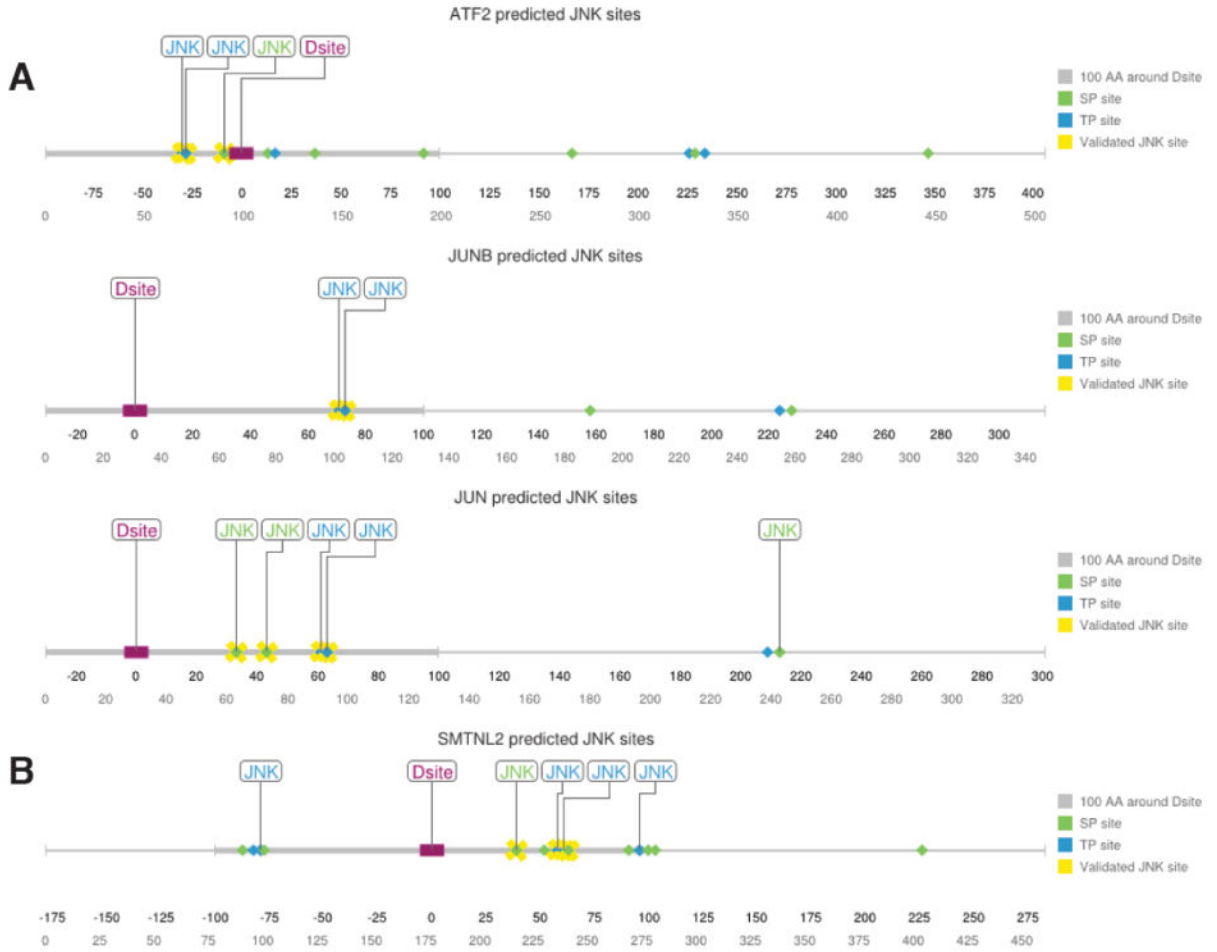 ATF2 predicted JNK sites
A
JNK JNK JNK Dsite
100 AA around Dsite
SP site
TP site
Validated JNK site
-75 -50 -25 0 25 50 75 100 125 150 175 200 225 250 275 300 325 350 375 400
0 50 100 150 200 250 300 350 400 450 500
JUNB predicted JNK sites
Dsite JNK JNK
100 AA around Dsite
SP site
TP site
Validated JNK site
-20 0 20 40 60 80 100 120 140 160 180 200 220 240 260 280 300
0 20 40 60 80 100 120 140 160 180 200 220 240 260 280 300 320 340
JUN predicted JNK sites
Dsite JNK JNK JNK JNK JNK
100 AA around Dsite
SP site
TP site
Validated JNK site
-20 0 20 40 60 80 100 120 140 160 180 200 220 240 260 280 300
0 20 40 60 80 100 120 140 160 180 200 220 240 260 280 300 320
SMTNL2 predicted JNK sites
B
JNK Dsite JNK JNK JNK JNK
100 AA around Dsite
SP site
TP site
Validated JNK site
-175 -150 -125 -100 -75 -50 -25 0 25 50 75 100 125 150 175 200 225 250 275
0 25 50 75 100 125 150 175 200 225 250 275 300 325 350 375 400 425 450